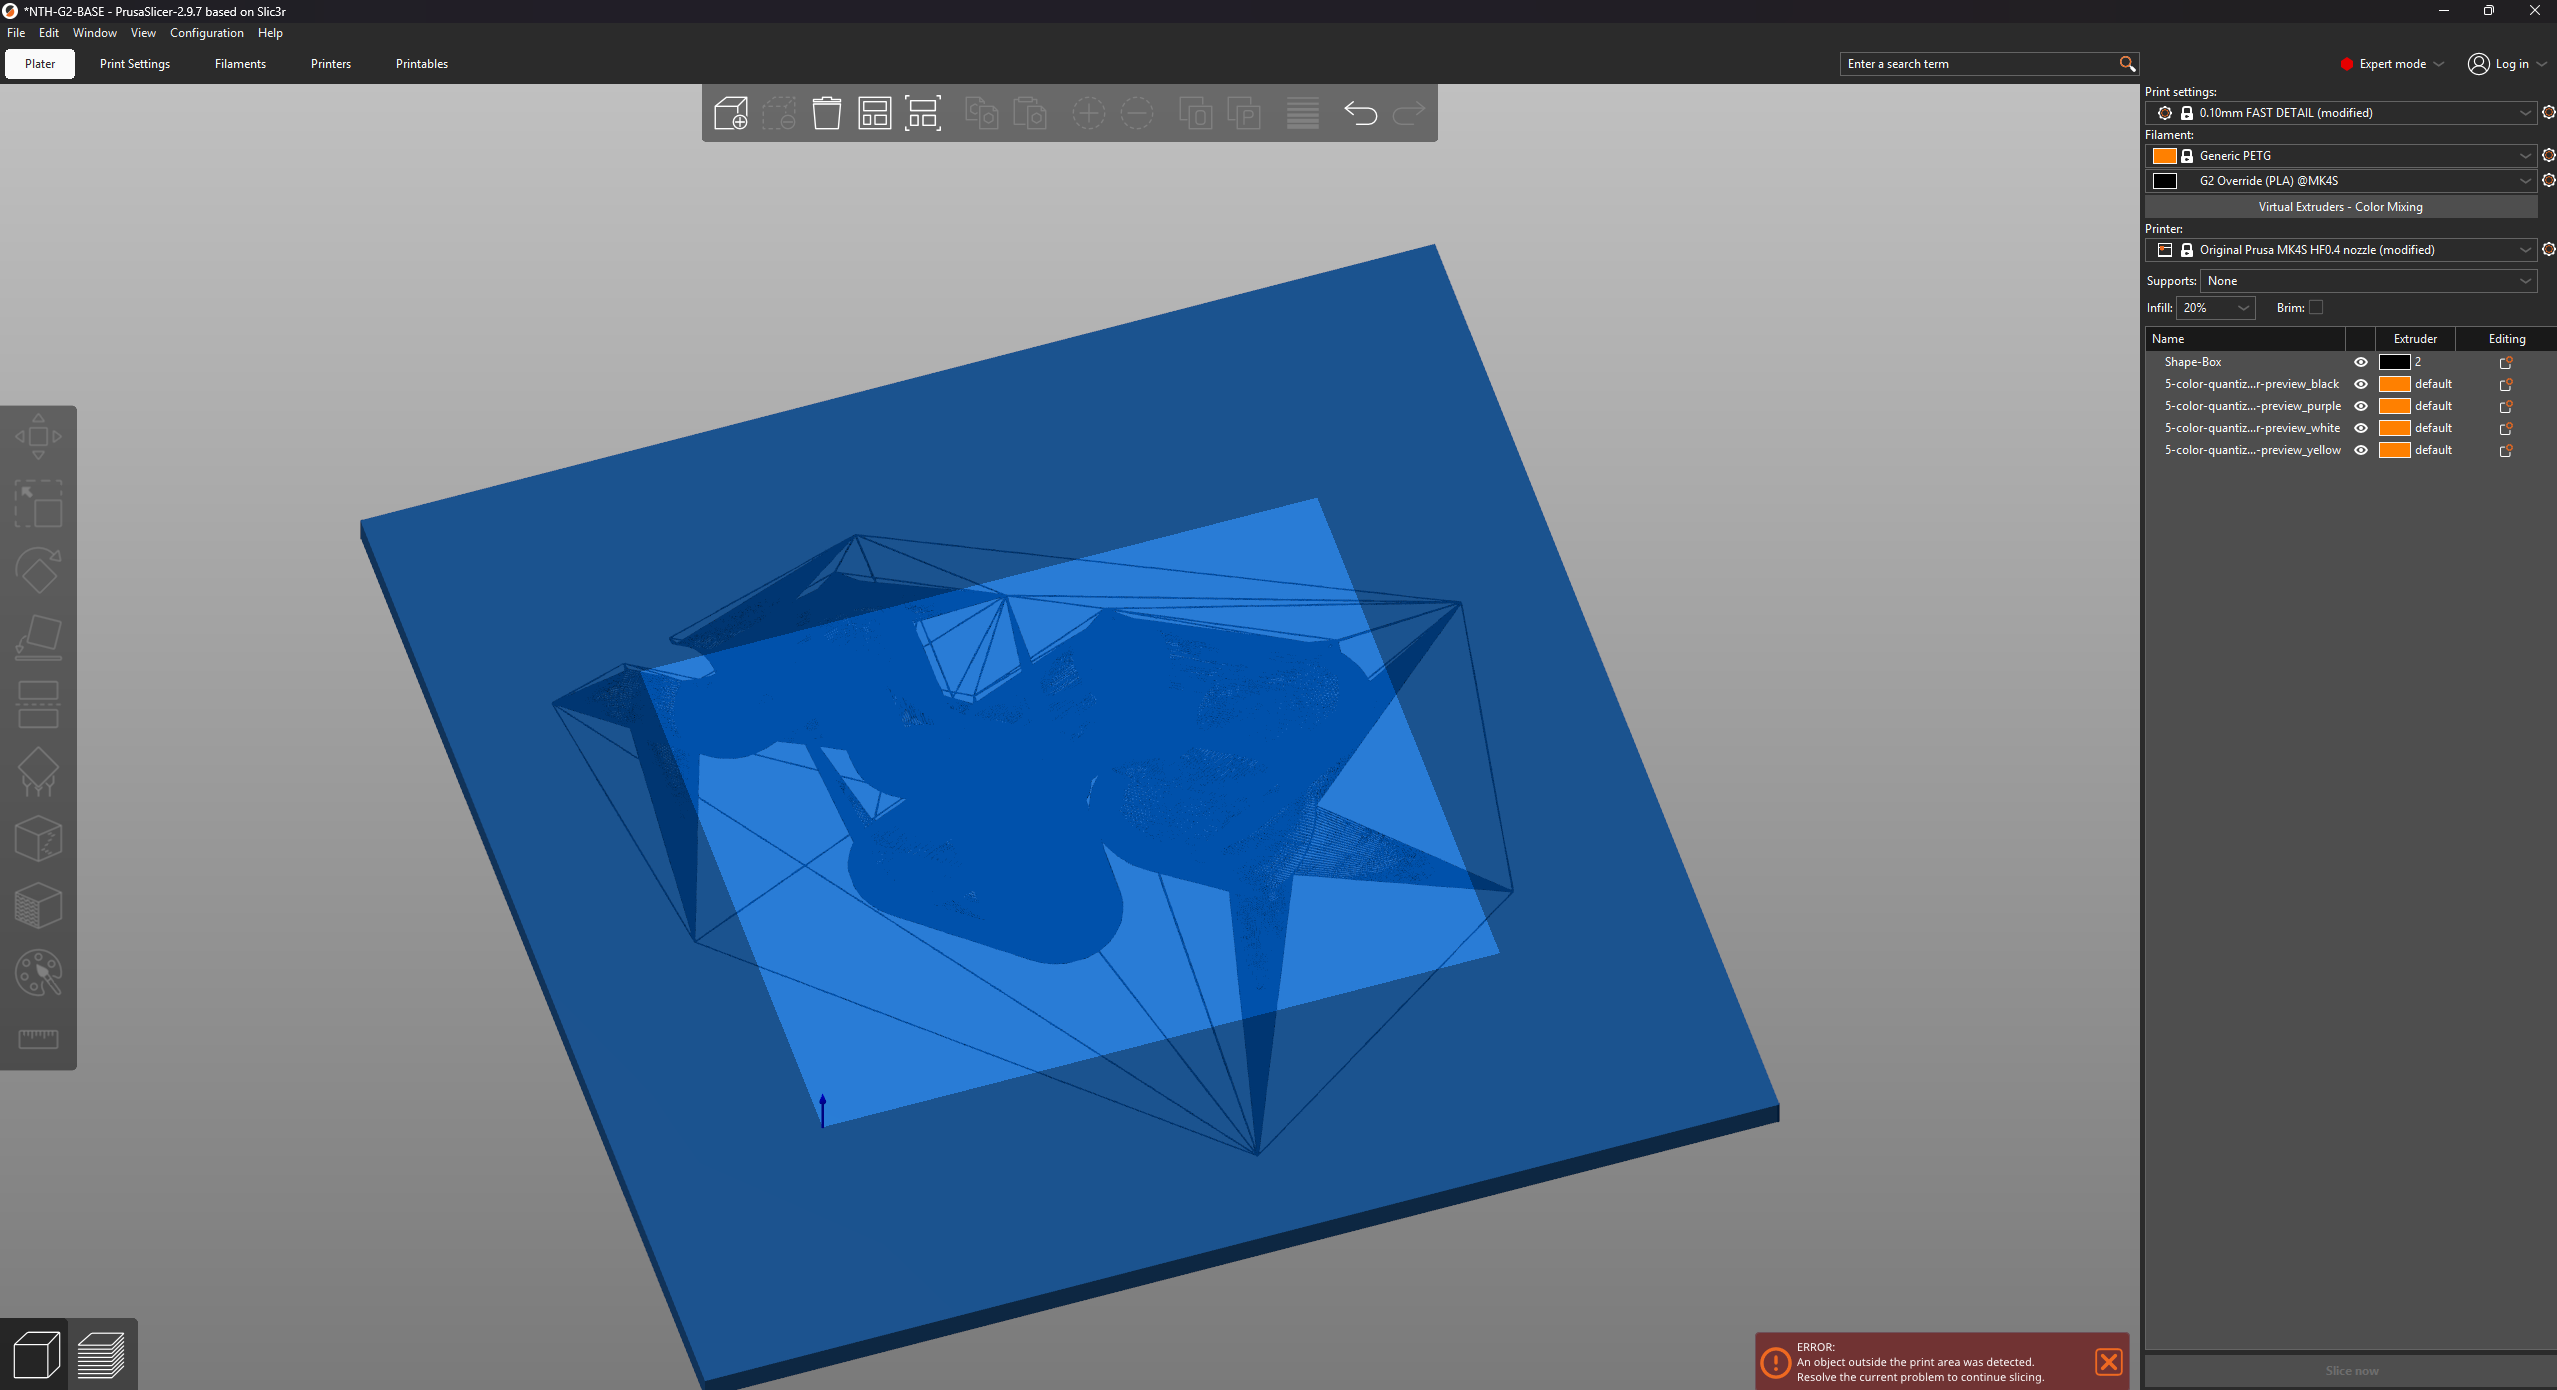 *NTH-G2-BASE - PrusaSlicer-2.9.7 based on Slic3r
File Edit Window View Configuration Help
Plater Print Settings Filaments Printers Printables
Enter a search term
Expert mode
Log in
Print settings:
0.10mm FAST DETAIL (modified)
Filament:
Generic PETG
G2 Override (PLA) @MK4S
Virtual Extruders - Color Mixing
Printer:
Original Prusa MK4S HF0.4 nozzle (modified)
Supports: None
Infill: 20% Brim:
Name Extruder Editing
Shape-Box 2
5-color-quantiz...r-preview_black default
5-color-quantiz...-preview_purple default
5-color-quantiz...r-preview_white default
5-color-quantiz...-preview_yellow default
ERROR:
An object outside the print area was detected.
Resolve the current problem to continue slicing.
Slice now